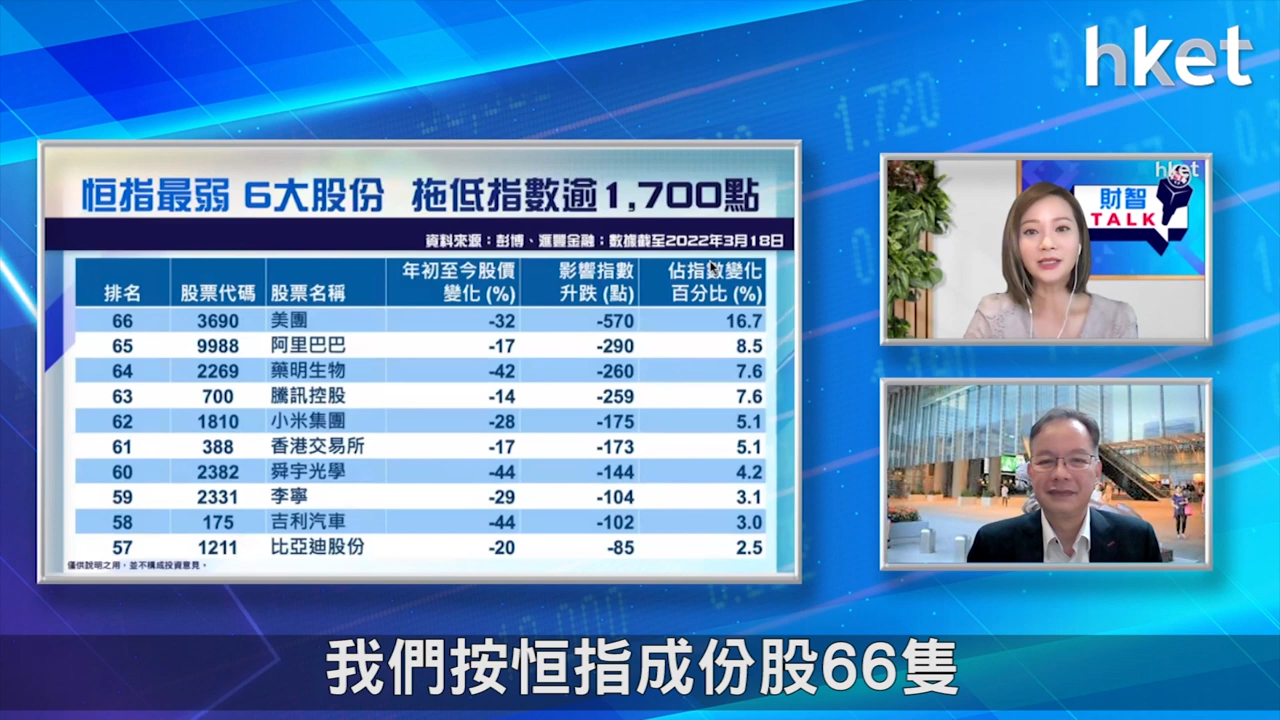 hket
恒指最弱 6大股份 拖低指數逾1,700點
資料來源：彭博、滙豐金融；數據截至2022年3月18日
排名 股票代碼 股票名稱 年初至今股價變化 (%) 影響指數升跌 (點) 佔指數變化百分比 (%)
66 3690 美團 -32 -570 16.7
65 9988 阿里巴巴 -17 -290 8.5
64 2269 藥明生物 -42 -260 7.6
63 700 騰訊控股 -14 -259 7.6
62 1810 小米集團 -28 -175 5.1
61 388 香港交易所 -17 -173 5.1
60 2382 舜宇光學 -44 -144 4.2
59 2331 李寧 -29 -104 3.1
58 175 吉利汽車 -44 -102 3.0
57 1211 比亞迪股份 -20 -85 2.5
僅供說明之用，並不構成投資意見。
hket
財智
TALK
我們按恒指成份股66隻